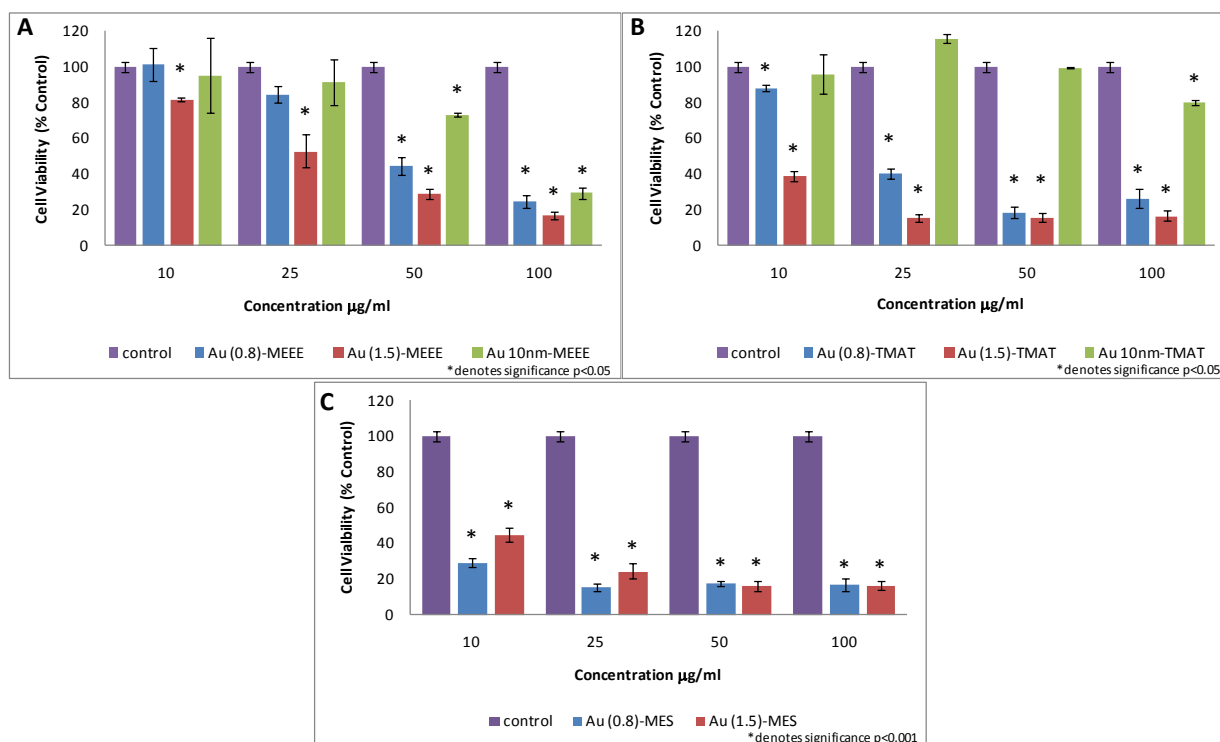 A
Cell Viability (% Control)
120
100
80
60
40
20
0
* * * * * * * *
10 25 50 100
Concentration μg/ml
control Au (0.8)-MEEE Au (1.5)-MEEE Au 10nm-MEEE
*denotes significance p<0.05
B
Cell Vialbility (% Control)
120
100
80
60
40
20
0
* * * * * * * * *
10 25 50 100
Concentration μg/ml
control Au (0.8)-TMAT Au (1.5)-TMAT Au 10nm-TMAT
*denotes significance p<0.05
C
Cell Vialbility (% Control)
120
100
80
60
40
20
0
* * * * * * * *
10 25 50 100
Concentration μg/ml
control Au (0.8)-MES Au (1.5)-MES
*denotes significance p<0.001